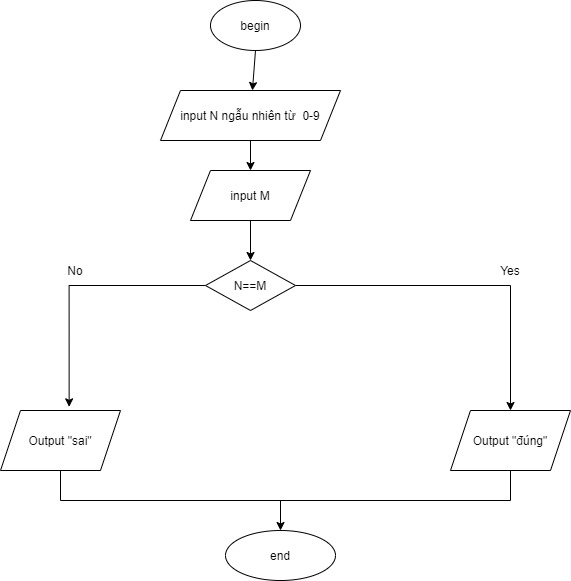 begin
input N ngẫu nhiên từ 0-9
input M
N==M
No
Yes
Output "sai"
Output "đúng"
end